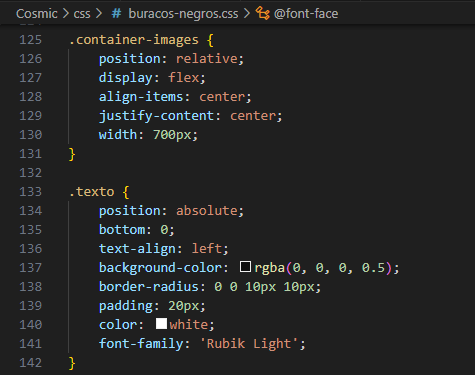 Cosmic > css > # buracos-negros.css > @font-face
125 .container-images {
126 position: relative;
127 display: flex;
128 align-items: center;
129 justify-content: center;
130 width: 700px;
131 }
132
133 .texto {
134 position: absolute;
135 bottom: 0;
136 text-align: left;
137 background-color: rgba(0, 0, 0, 0.5);
138 border-radius: 0 0 10px 10px;
139 padding: 20px;
140 color: white;
141 font-family: 'Rubik Light';
142 }